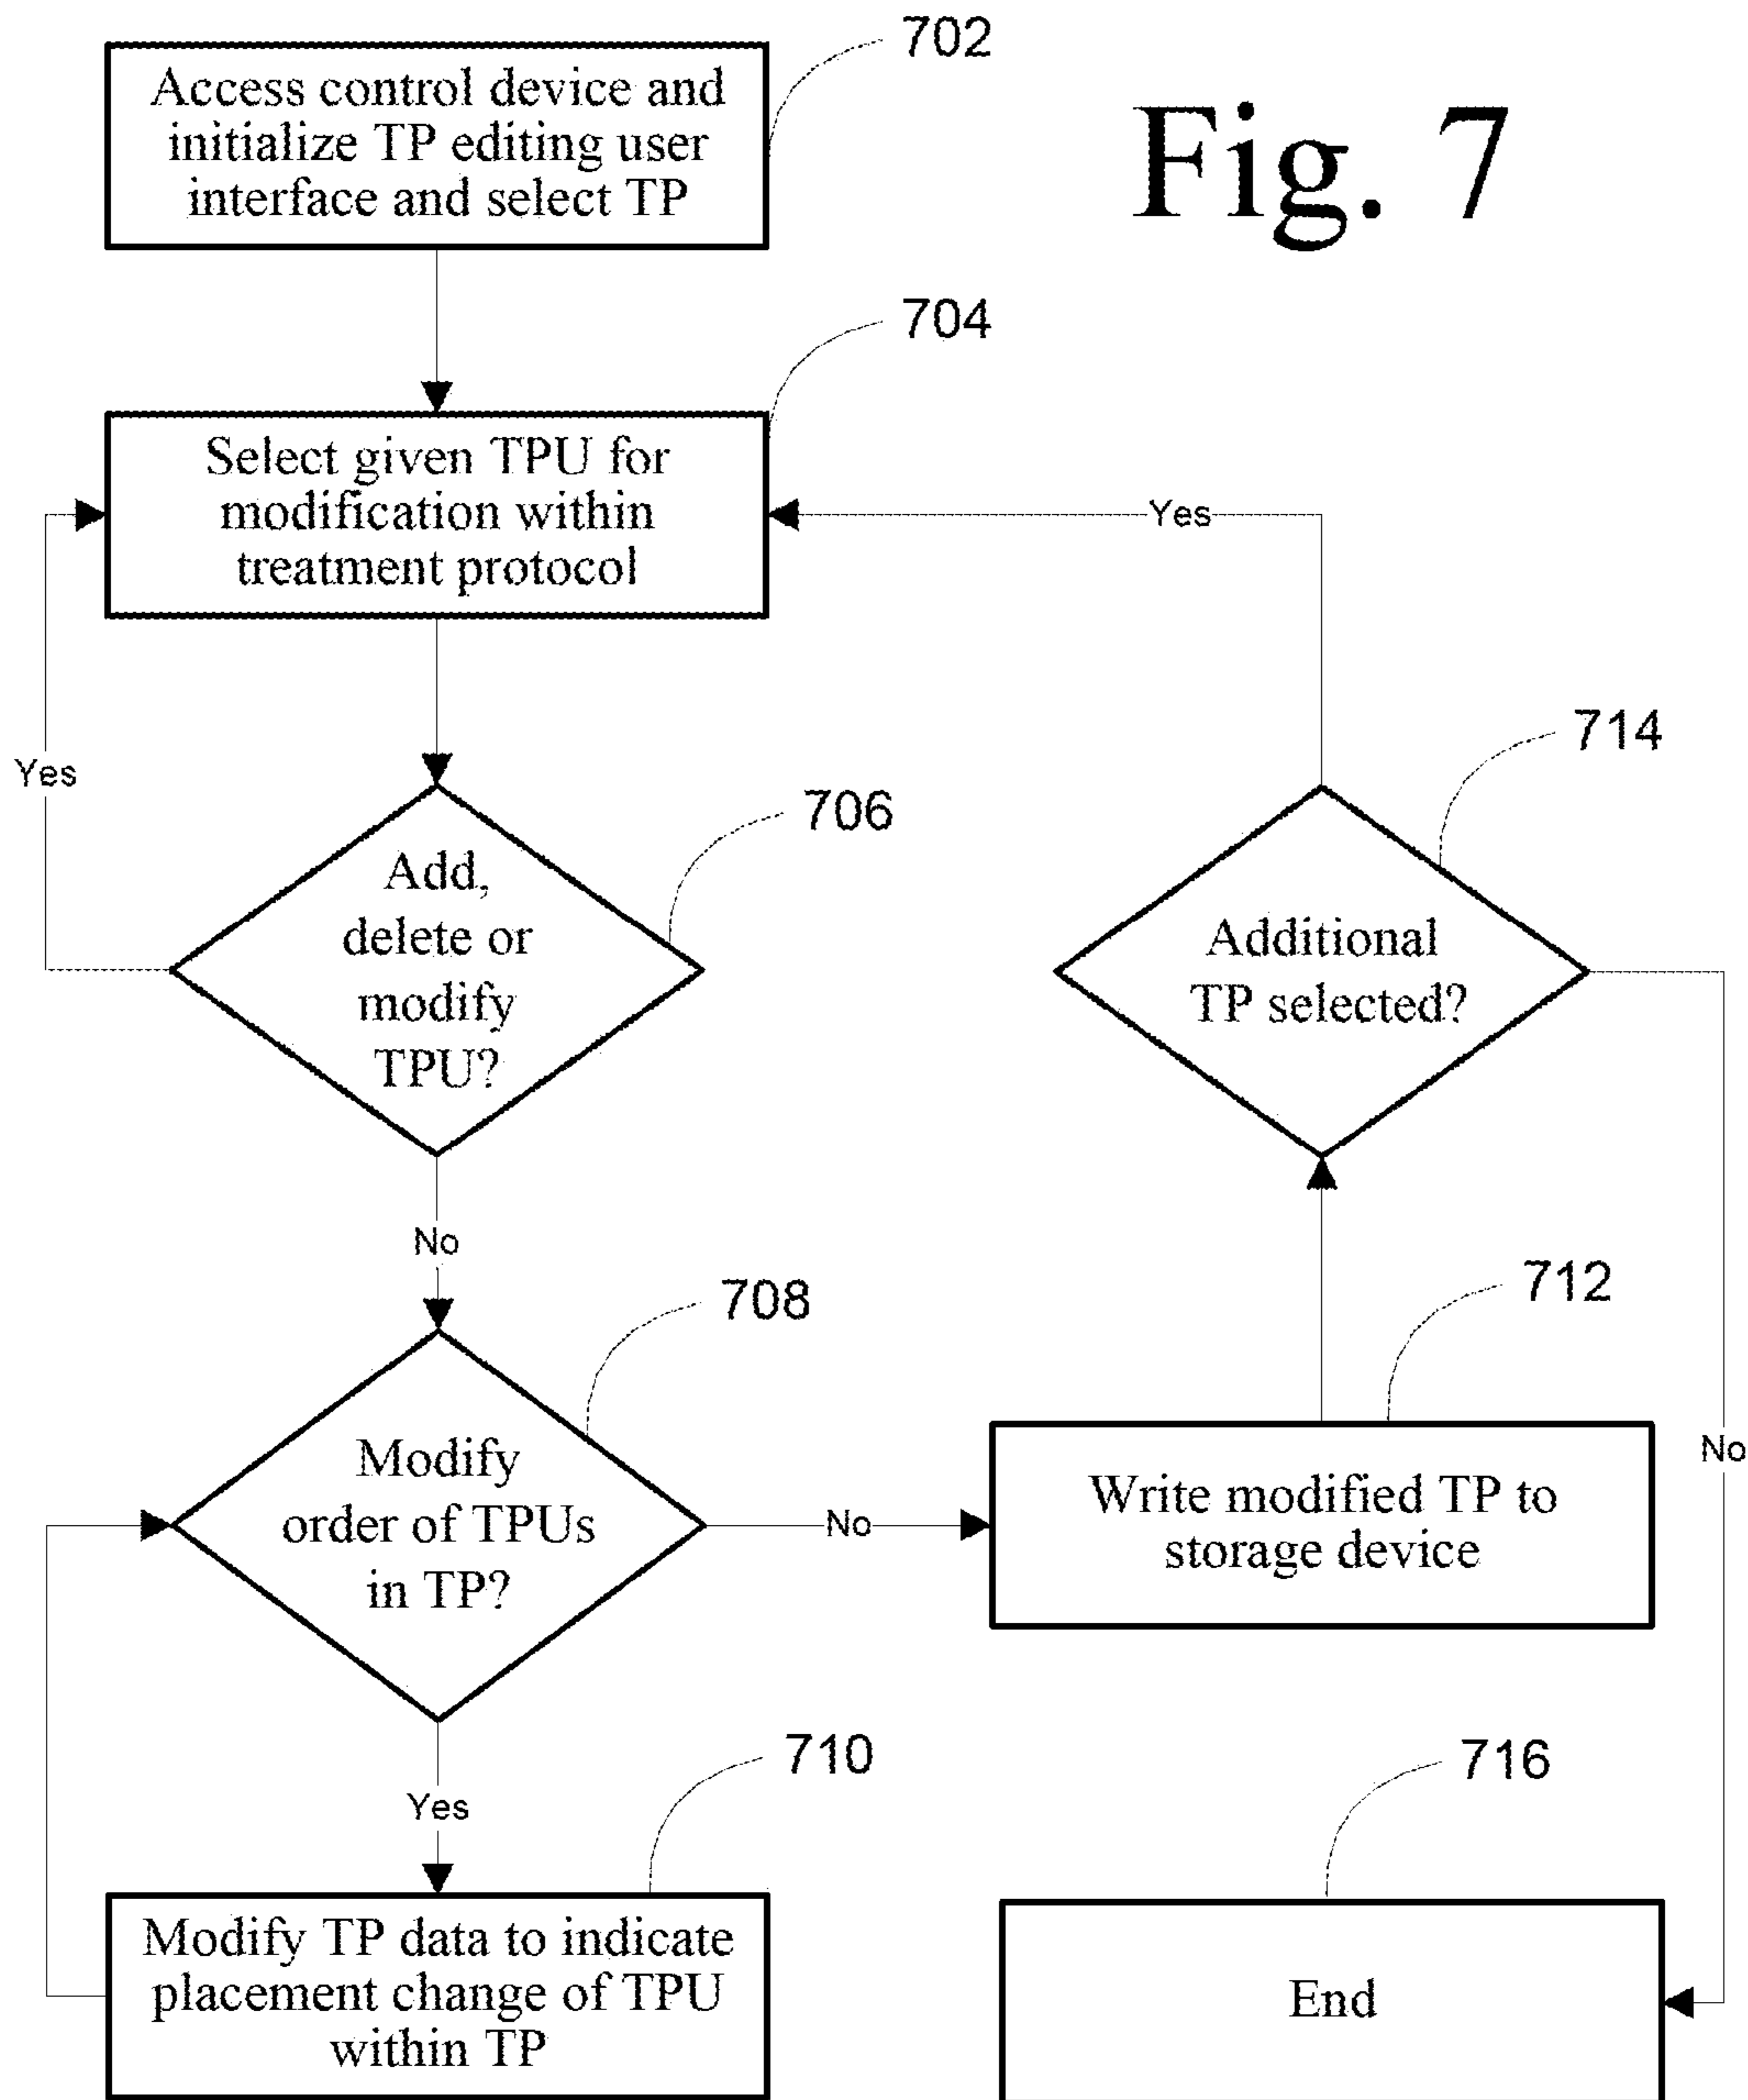 702
Access control device and
initialize TP editing user
interface and select TP
Fig. 7
704
Select given TPU for
modification within
treatment protocol
Yes
Yes
706
Add,
delete or
modify
TPU?
714
Additional
TP selected?
No
708
Modify
order of TPUs
in TP?
No
712
Write modified TP to
storage device
No
Yes
710
Modify TP data to indicate
placement change of TPU
within TP
716
End